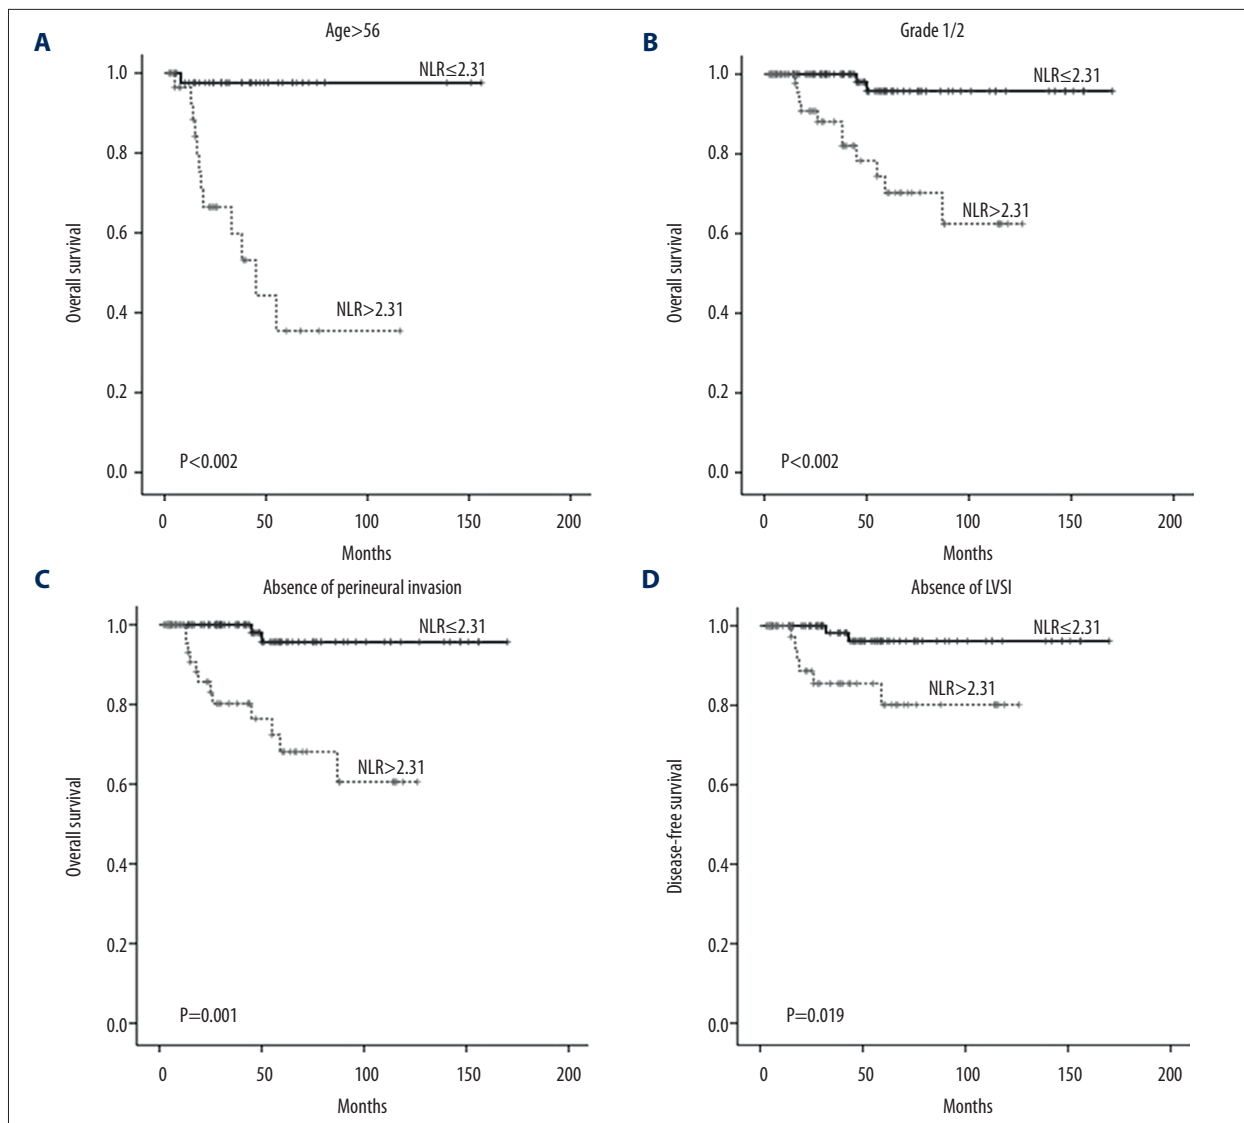 A
Age>56
1.0
0.8
0.6
0.4
0.2
0.0
Overall survival
NLR≤2.31
NLR>2.31
P<0.002
0 50 100 150 200
Months
B
Grade 1/2
1.0
0.8
0.6
0.4
0.2
0.0
Overall survival
NLR≤2.31
NLR>2.31
P<0.002
0 50 100 150 200
Months
C
Absence of perineural invasion
1.0
0.8
0.6
0.4
0.2
0.0
Overall survival
NLR≤2.31
NLR>2.31
P=0.001
0 50 100 150 200
Months
D
Absence of LVSI
1.0
0.8
0.6
0.4
0.2
0.0
Disease-free survival
NLR≤2.31
NLR>2.31
P=0.019
0 50 100 150 200
Months